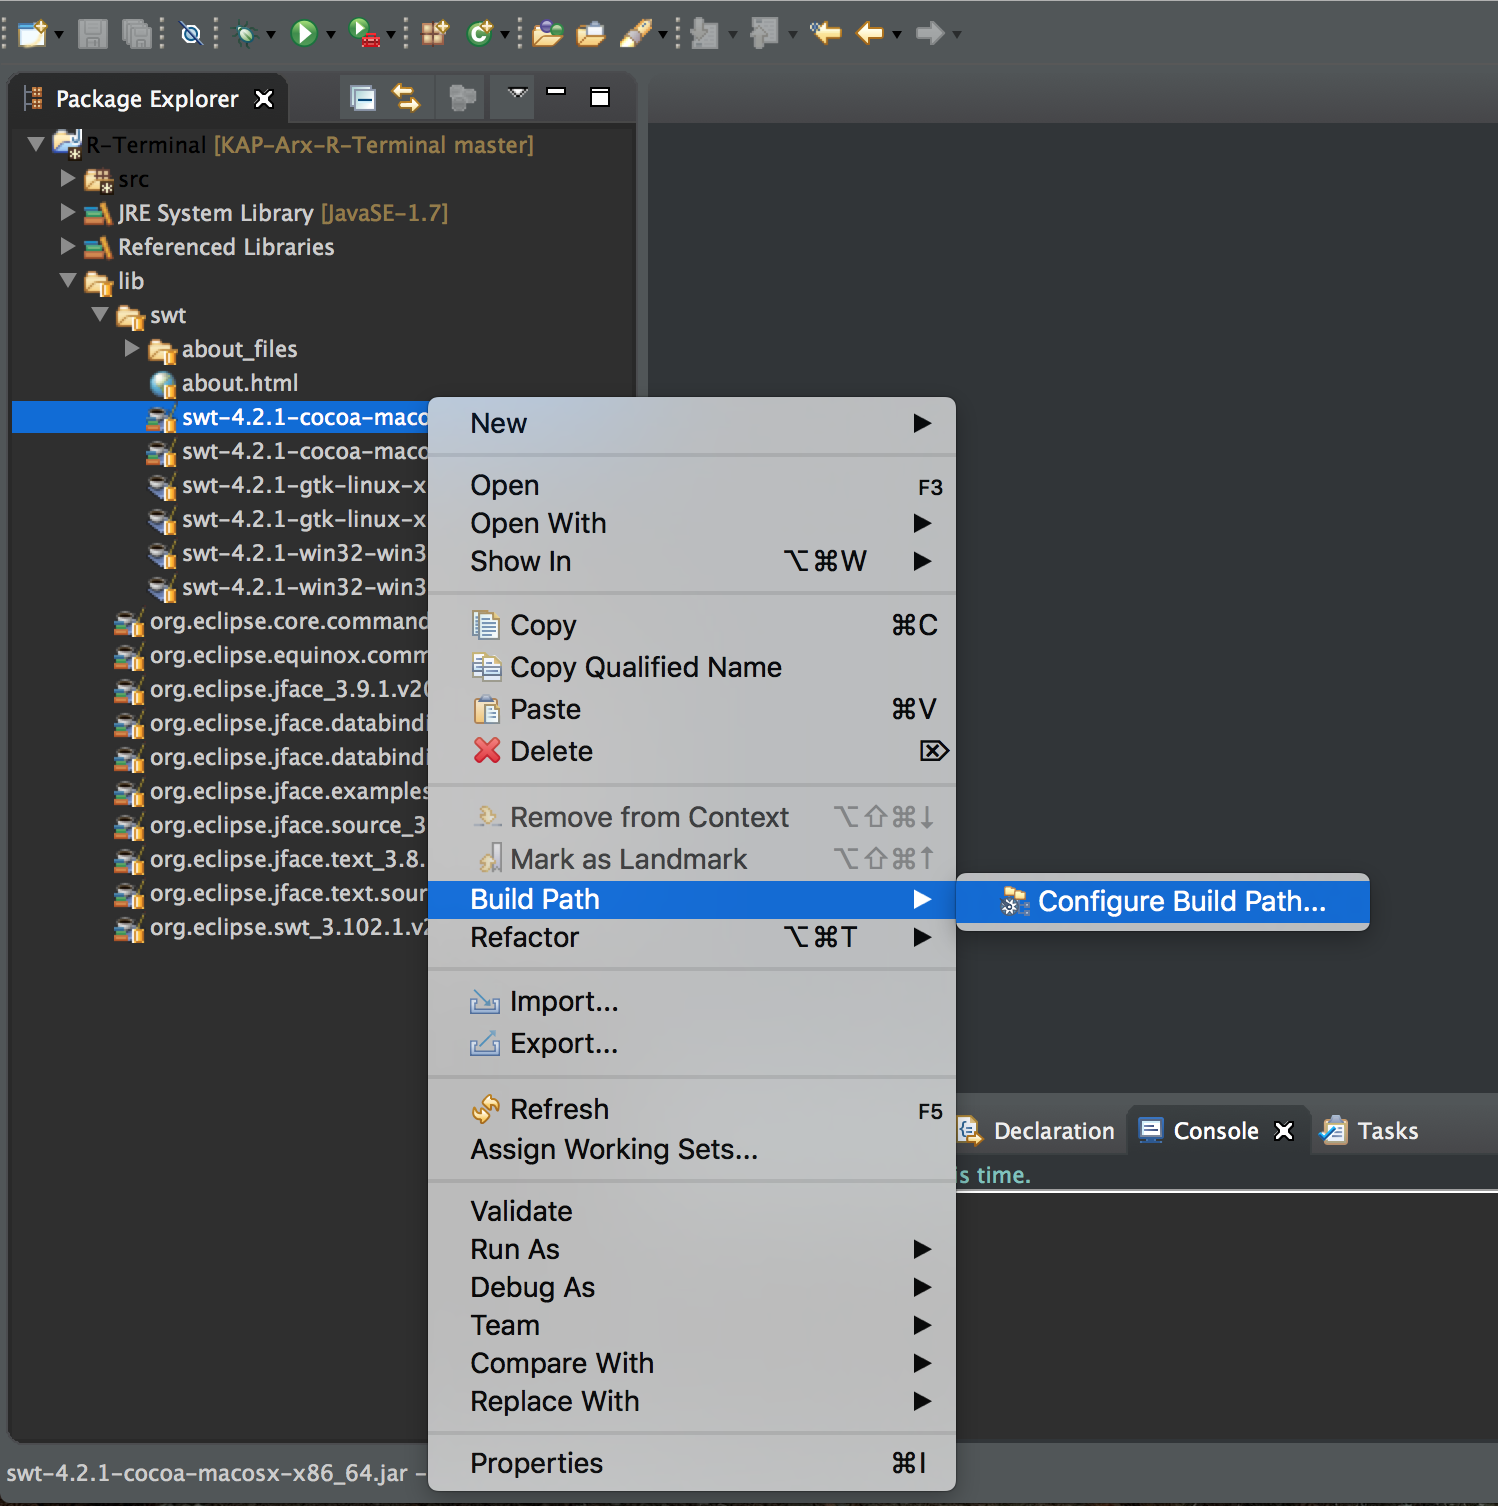 Package Explorer
R-Terminal [KAP-Arx-R-Terminal master]
src
JRE System Library [JavaSE-1.7]
Referenced Libraries
lib
swt
about_files
about.html
swt-4.2.1-cocoa-maco
swt-4.2.1-cocoa-maco
swt-4.2.1-gtk-linux-x
swt-4.2.1-gtk-linux-x
swt-4.2.1-win32-win3
swt-4.2.1-win32-win3
org.eclipse.core.command
org.eclipse.equinox.comm
org.eclipse.jface_3.9.1.v20
org.eclipse.jface.databindi
org.eclipse.jface.databindi
org.eclipse.jface.examples
org.eclipse.jface.source_3
org.eclipse.jface.text_3.8.
org.eclipse.jface.text.sour
org.eclipse.swt_3.102.1.v2
New
Open F3
Open With
Show In ⌥⌘W
Copy ⌘C
Copy Qualified Name
Paste ⌘V
Delete ⌦
Remove from Context ⌥⇧⌘↓
Mark as Landmark ⌥⇧⌘↑
Build Path
Configure Build Path...
Refactor ⌥⌘T
Import...
Export...
Refresh F5
Assign Working Sets...
Validate
Run As
Debug As
Team
Compare With
Replace With
Properties ⌘I
Declaration
Console
Tasks
is time.
swt-4.2.1-cocoa-macosx-x86_64.jar –